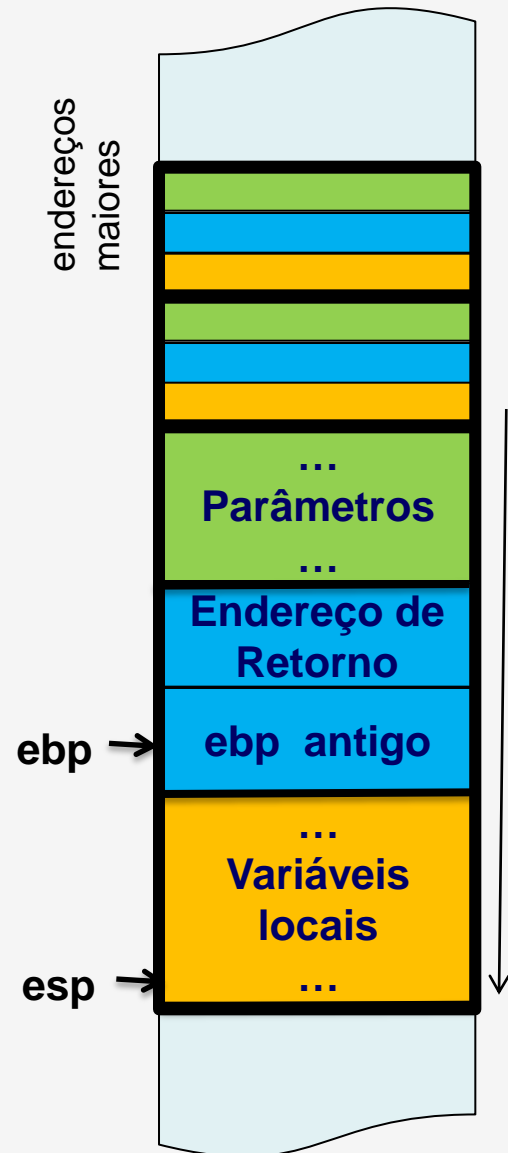 endereços
maiores
…
Parâmetros
…
Endereço de
Retorno
ebp
ebp antigo
…
Variáveis
locais
esp
…